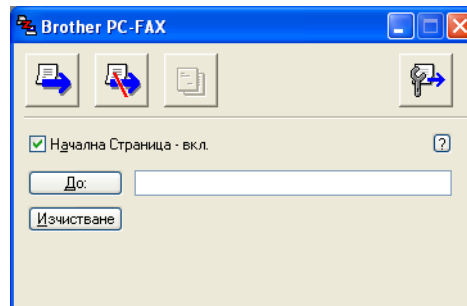 Brother PC-FAX
Начална Страница - вкл.
До:
Изчистване